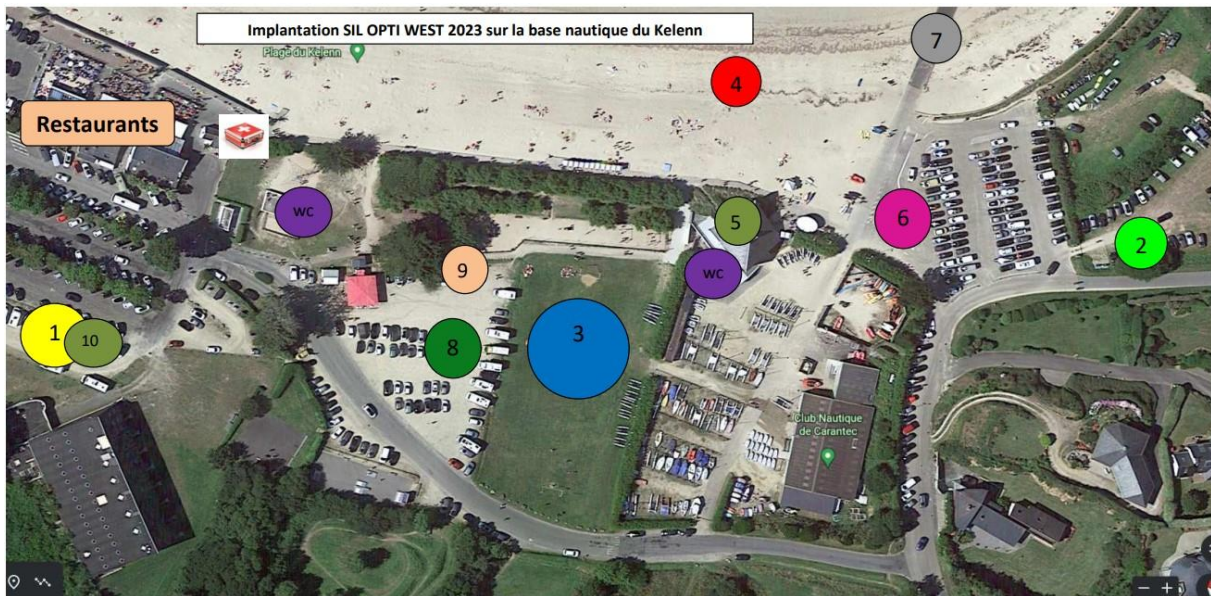 Implantation SIL OPTI WEST 2023 sur la base nautique du Kelenn
Plage du Kelenn
7
4
Restaurants
WC
5
6
2
9
WC
1
10
8
3
Club Nautique
de Carantec